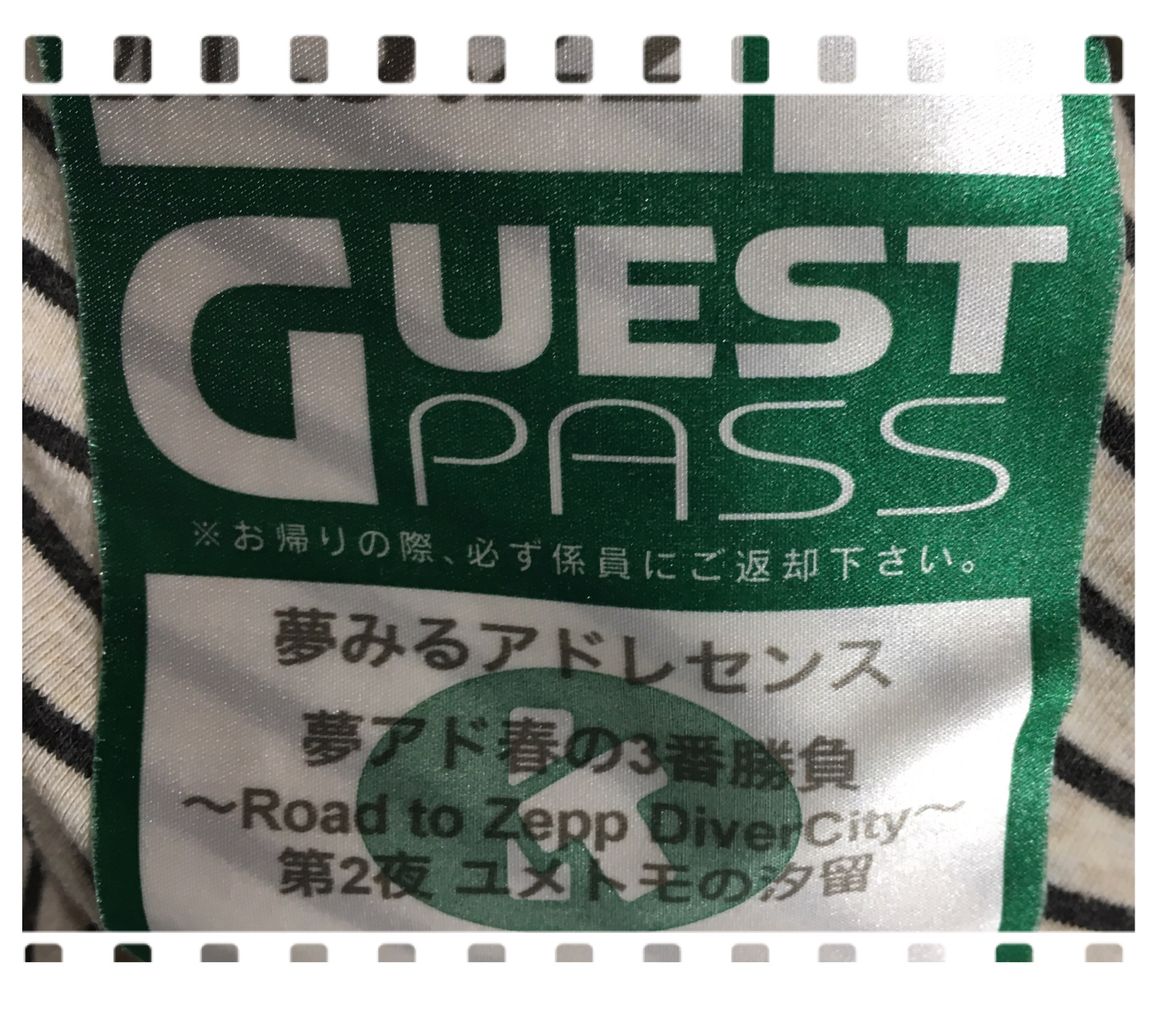 GUEST
PASS
※お帰りの際、必ず係員にご返却下さい。
夢みるアドレセンス
夢アド春の3番勝負
〜Road to Zepp DiverCity〜
第2夜 ユメトモの汐留